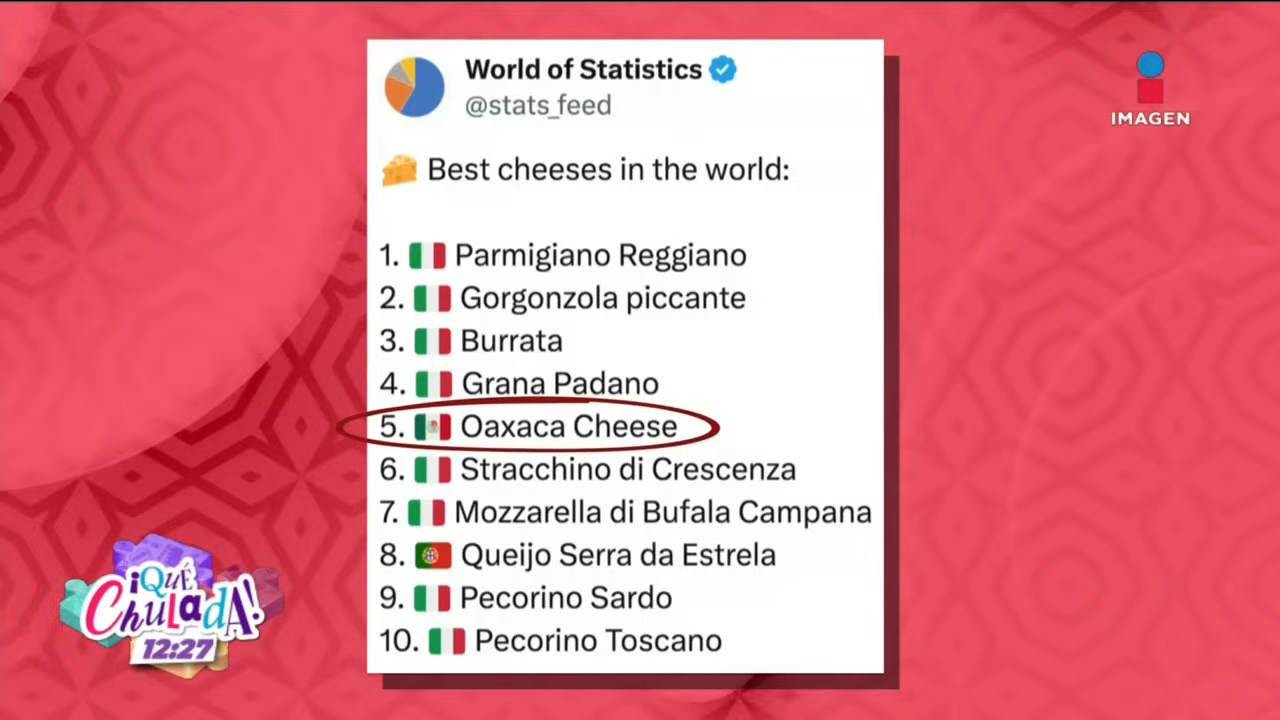 World of Statistics
@stats_feed
IMAGEN
Best cheeses in the world:
1. Parmigiano Reggiano
2. Gorgonzola piccante
3. Burrata
4. Grana Padano
5. Oaxaca Cheese
6. Stracchino di Crescenza
7. Mozzarella di Bufala Campana
8. Queijo Serra da Estrela
9. Pecorino Sardo
10. Pecorino Toscano
¡QUÉ
ChuLadA!
12:27